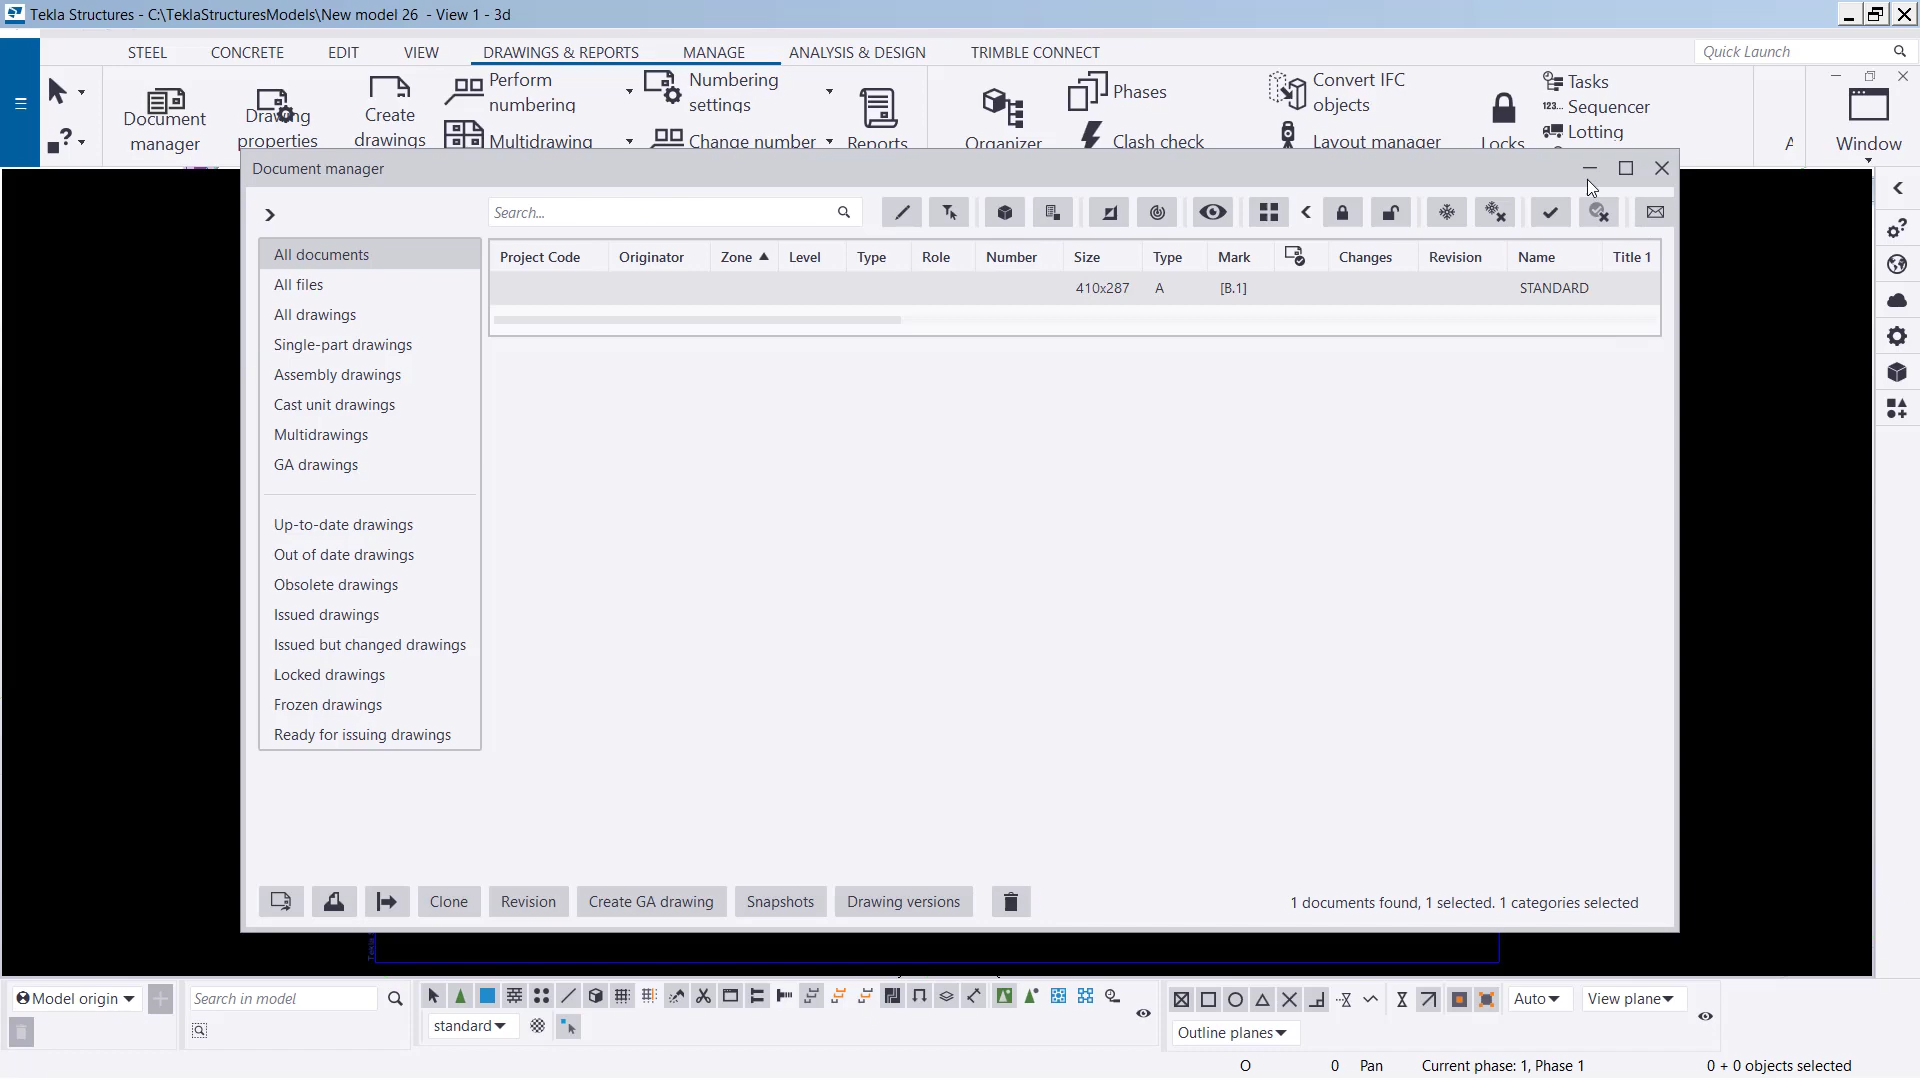 Tekla Structures - C:\TeklaStructuresModels\New model 26  - View 1 - 3d
STEEL CONCRETE EDIT VIEW DRAWINGS & REPORTS MANAGE ANALYSIS & DESIGN TRIMBLE CONNECT Quick Launch
Document manager
Drawing properties
Create drawings
Perform numbering
Multidrawing
Numbering settings
Change number
Reports
Organizer
Phases
Clash check
Convert IFC objects
Layout manager
Locks
Tasks
123... Sequencer
Lotting
A
Window
Document manager
Search...
All documents
All files
All drawings
Single-part drawings
Assembly drawings
Cast unit drawings
Multidrawings
GA drawings
Up-to-date drawings
Out of date drawings
Obsolete drawings
Issued drawings
Issued but changed drawings
Locked drawings
Frozen drawings
Ready for issuing drawings
Project Code Originator Zone Level Type Role Number Size Type Mark Changes Revision Name Title 1
410x287 A [B.1] STANDARD
Clone Revision Create GA drawing Snapshots Drawing versions
1 documents found, 1 selected. 1 categories selected
Tekla
Model origin
Search in model
standard
Auto
View plane
Outline planes
O 0 Pan Current phase: 1, Phase 1 0 + 0 objects selected